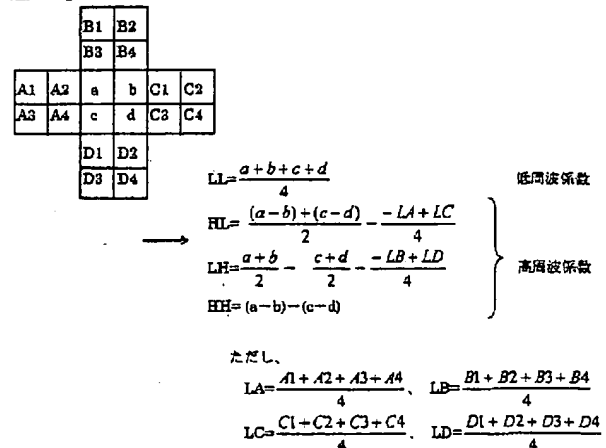 B1 B2
B3 B4
A1 A2 a b C1 C2
A3 A4 c d C3 C4
D1 D2
D3 D4
LL= (a+b+c+d)/4 低周波係数
HL= ((a-b)+(c-d))/2 - (-LA+LC)/4
LH= (a+b)/2 - (c+d)/2 - (-LB+LD)/4 高周波係数
HH=(a-b)-(c-d)
ただし、
LA= (A1+A2+A3+A4)/4 、 LB= (B1+B2+B3+B4)/4
LC= (C1+C2+C3+C4)/4 、 LD= (D1+D2+D3+D4)/4